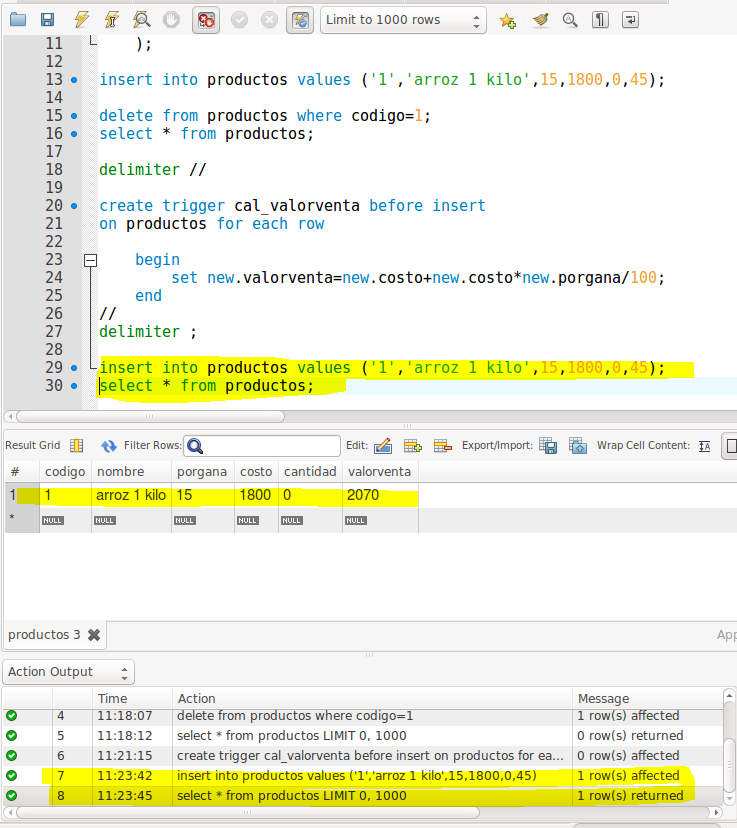 Limit to 1000 rows
11 );
12
13 insert into productos values ('1','arroz 1 kilo',15,1800,0,45);
14
15 delete from productos where codigo=1;
16 select * from productos;
17
18 delimiter //
19
20 create trigger cal_valorventa before insert
21 on productos for each row
22
23 begin
24 set new.valorventa=new.costo+new.costo*new.porgana/100;
25 end
26 //
27 delimiter ;
28
29 insert into productos values ('1','arroz 1 kilo',15,1800,0,45);
30 select * from productos;
Result Grid Filter Rows: Edit: Export/Import: Wrap Cell Content: IA
# codigo nombre porgana costo cantidad valorventa
1 1 arroz 1 kilo 15 1800 0 2070
* NULL NULL NULL NULL NULL NULL
productos 3 App
Action Output
Time Action Message
4 11:18:07 delete from productos where codigo=1 1 row(s) affected
5 11:18:12 select * from productos LIMIT 0, 1000 0 row(s) returned
6 11:21:15 create trigger cal_valorventa before insert on productos for ea... 0 row(s) affected
7 11:23:42 insert into productos values ('1','arroz 1 kilo',15,1800,0,45) 1 row(s) affected
8 11:23:45 select * from productos LIMIT 0, 1000 1 row(s) returned